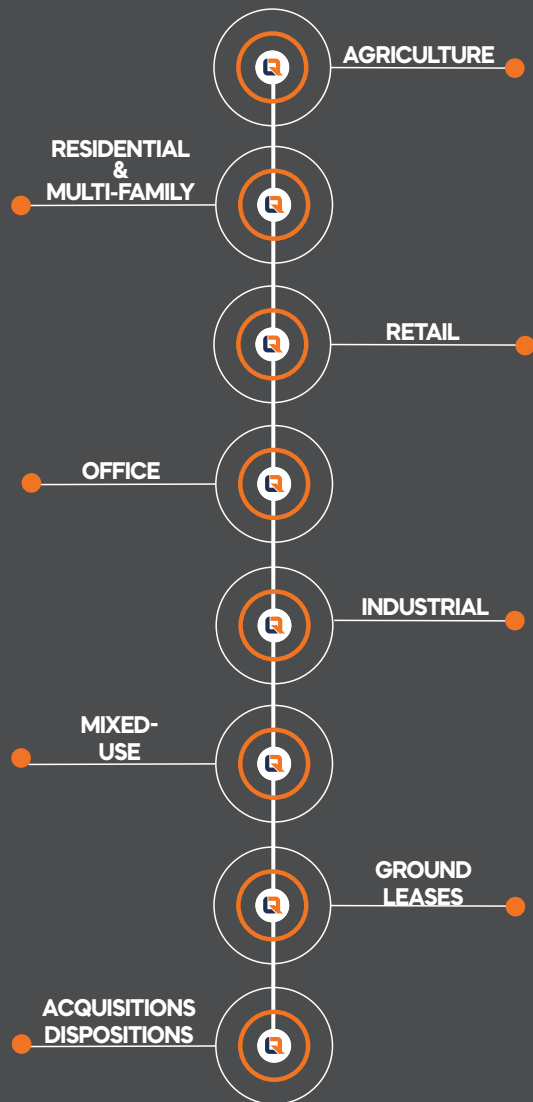 AGRICULTURE
RESIDENTIAL
&
MULTI-FAMILY
RETAIL
OFFICE
INDUSTRIAL
MIXED-
USE
GROUND
LEASES
ACQUISITIONS
DISPOSITIONS